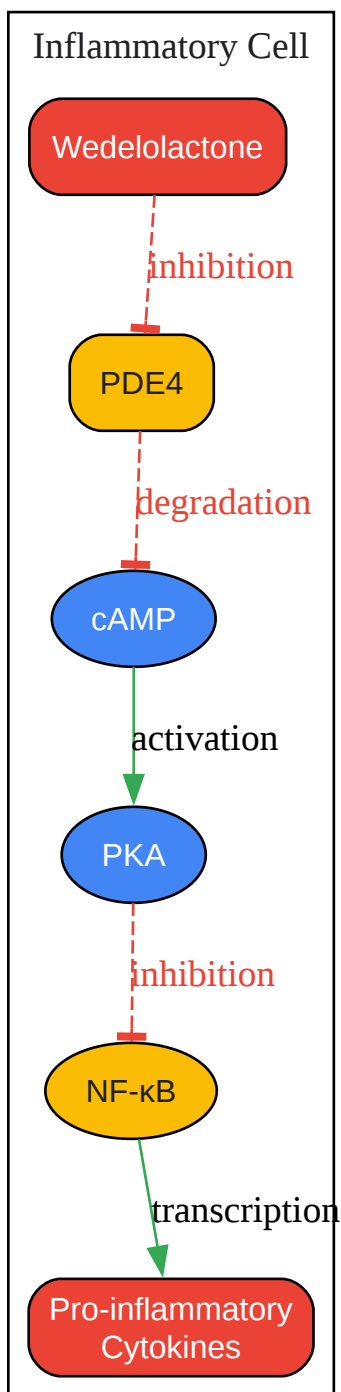 Inflammatory Cell
Wedelolactone
inhibition
PDE4
degradation
cAMP
activation
PKA
inhibition
NF-κB
transcription
Pro-inflammatory
Cytokines